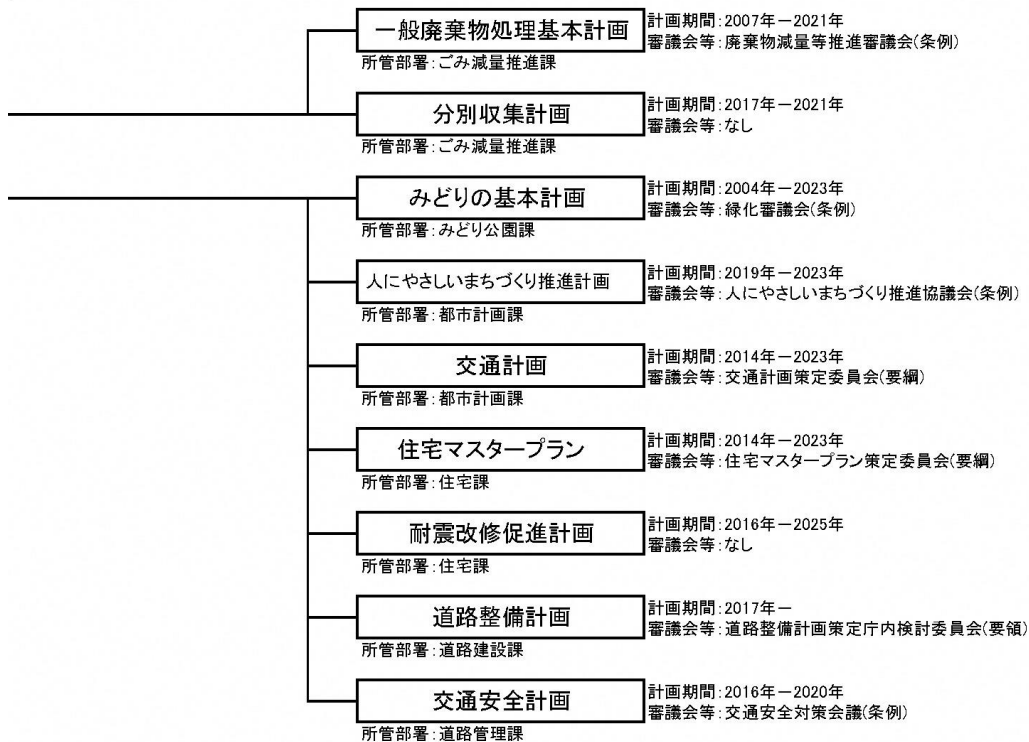 一般廃棄物処理基本計画
計画期間:2007年－2021年
審議会等:廃棄物減量等推進審議会(条例)
所管部署:ごみ減量推進課
分別収集計画
計画期間:2017年－2021年
審議会等:なし
所管部署:ごみ減量推進課
みどりの基本計画
計画期間:2004年－2023年
審議会等:緑化審議会(条例)
所管部署:みどり公園課
人にやさしいまちづくり推進計画
計画期間:2019年－2023年
審議会等:人にやさしいまちづくり推進協議会(条例)
所管部署:都市計画課
交通計画
計画期間:2014年－2023年
審議会等:交通計画策定委員会(要綱)
所管部署:都市計画課
住宅マスタープラン
計画期間:2014年－2023年
審議会等:住宅マスタープラン策定委員会(要綱)
所管部署:住宅課
耐震改修促進計画
計画期間:2016年－2025年
審議会等:なし
所管部署:住宅課
道路整備計画
計画期間:2017年－
審議会等:道路整備計画策定庁内検討委員会(要領)
所管部署:道路建設課
交通安全計画
計画期間:2016年－2020年
審議会等:交通安全対策会議(条例)
所管部署:道路管理課